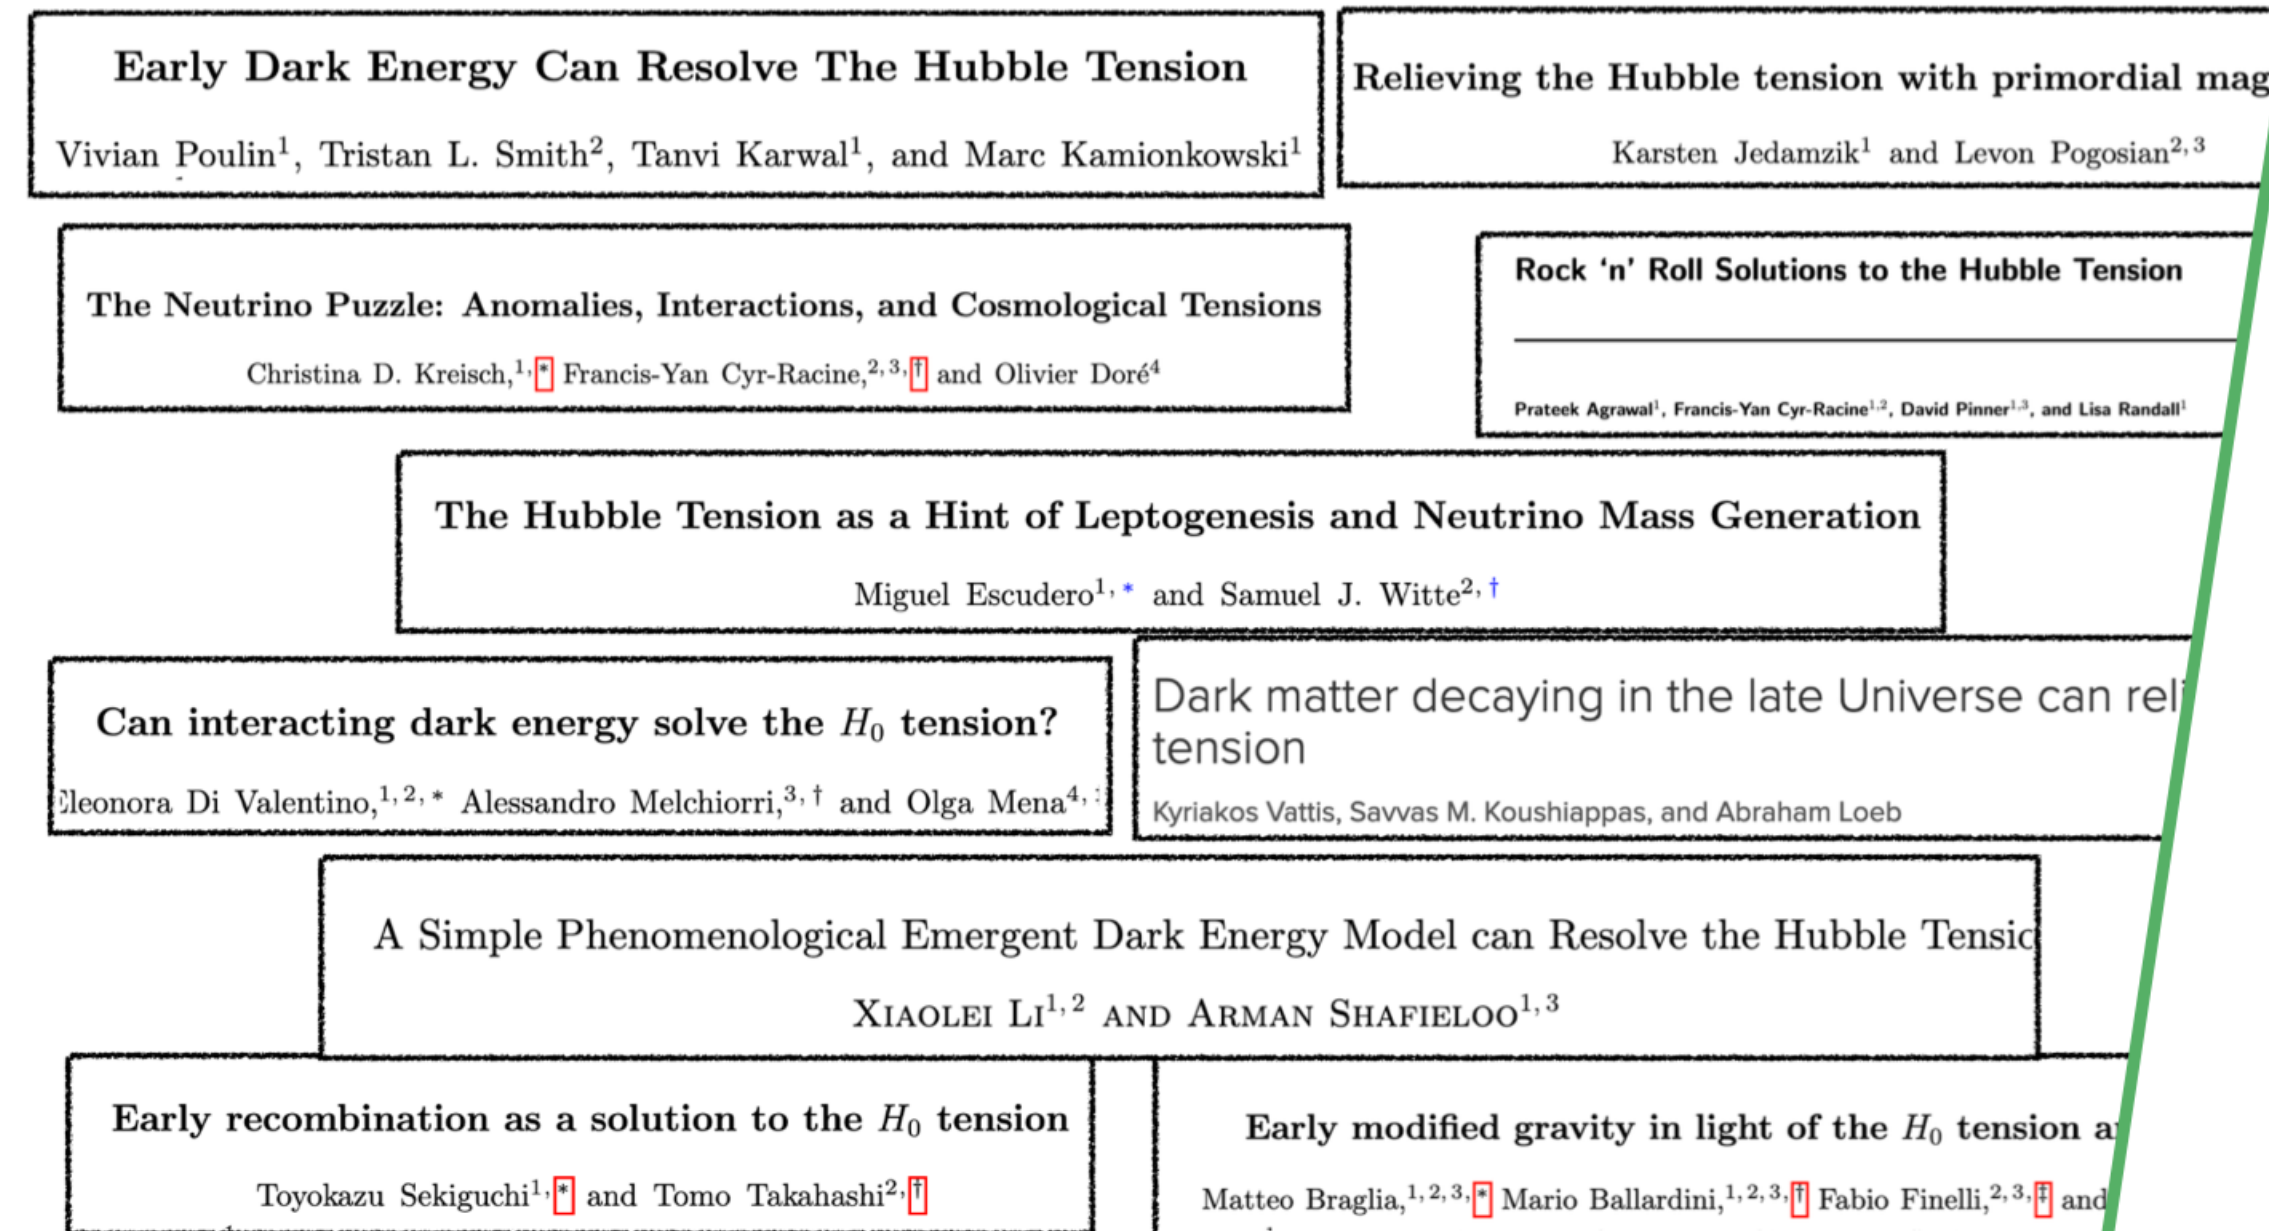 Early Dark Energy Can Resolve The Hubble Tension
Vivian Poulin¹, Tristan L. Smith², Tanvi Karwal¹, and Marc Kamionkowski¹
Relieving the Hubble tension with primordial mag
Karsten Jedamzik¹ and Levon Pogosian²,³
The Neutrino Puzzle: Anomalies, Interactions, and Cosmological Tensions
Christina D. Kreisch,¹,* Francis-Yan Cyr-Racine,²,³,† and Olivier Doré⁴
Rock ‘n’ Roll Solutions to the Hubble Tension
Prateek Agrawal¹, Francis-Yan Cyr-Racine¹,², David Pinner¹,³, and Lisa Randall¹
The Hubble Tension as a Hint of Leptogenesis and Neutrino Mass Generation
Miguel Escudero¹,* and Samuel J. Witte²,†
Can interacting dark energy solve the H₀ tension?
leonora Di Valentino,¹,²,* Alessandro Melchiorri,³,† and Olga Mena⁴,
Dark matter decaying in the late Universe can reli
tension
Kyriakos Vattis, Savvas M. Koushiappas, and Abraham Loeb
A Simple Phenomenological Emergent Dark Energy Model can Resolve the Hubble Tensio
Xiaolei Li¹,² and Arman Shafieloo¹,³
Early recombination as a solution to the H₀ tension
Toyokazu Sekiguchi¹,* and Tomo Takahashi²,†
Early modified gravity in light of the H₀ tension a
Matteo Braglia,¹,²,³,* Mario Ballardini,¹,²,³,† Fabio Finelli,²,³,‡ and